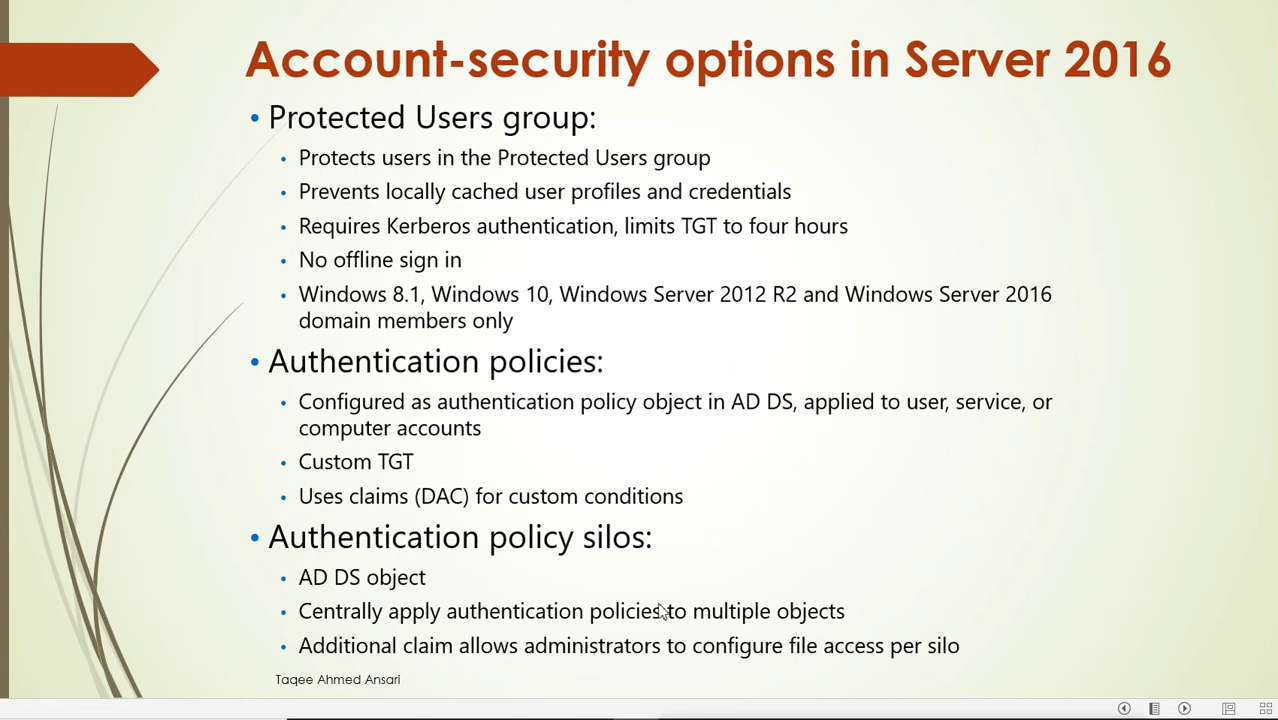 Account-security options in Server 2016
• Protected Users group:
• Protects users in the Protected Users group
• Prevents locally cached user profiles and credentials
• Requires Kerberos authentication, limits TGT to four hours
• No offline sign in
• Windows 8.1, Windows 10, Windows Server 2012 R2 and Windows Server 2016
domain members only
• Authentication policies:
• Configured as authentication policy object in AD DS, applied to user, service, or
computer accounts
• Custom TGT
• Uses claims (DAC) for custom conditions
• Authentication policy silos:
• AD DS object
• Centrally apply authentication policies to multiple objects
• Additional claim allows administrators to configure file access per silo
Taqee Ahmed Ansari